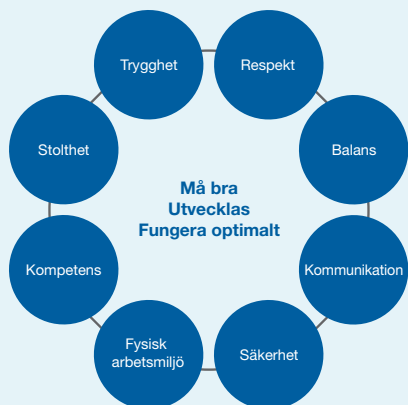 Trygghet
Respekt
Stolthet
Balans
Må bra
Utvecklas
Fungera optimalt
Kompetens
Kommunikation
Fysisk
arbetsmiljö
Säkerhet